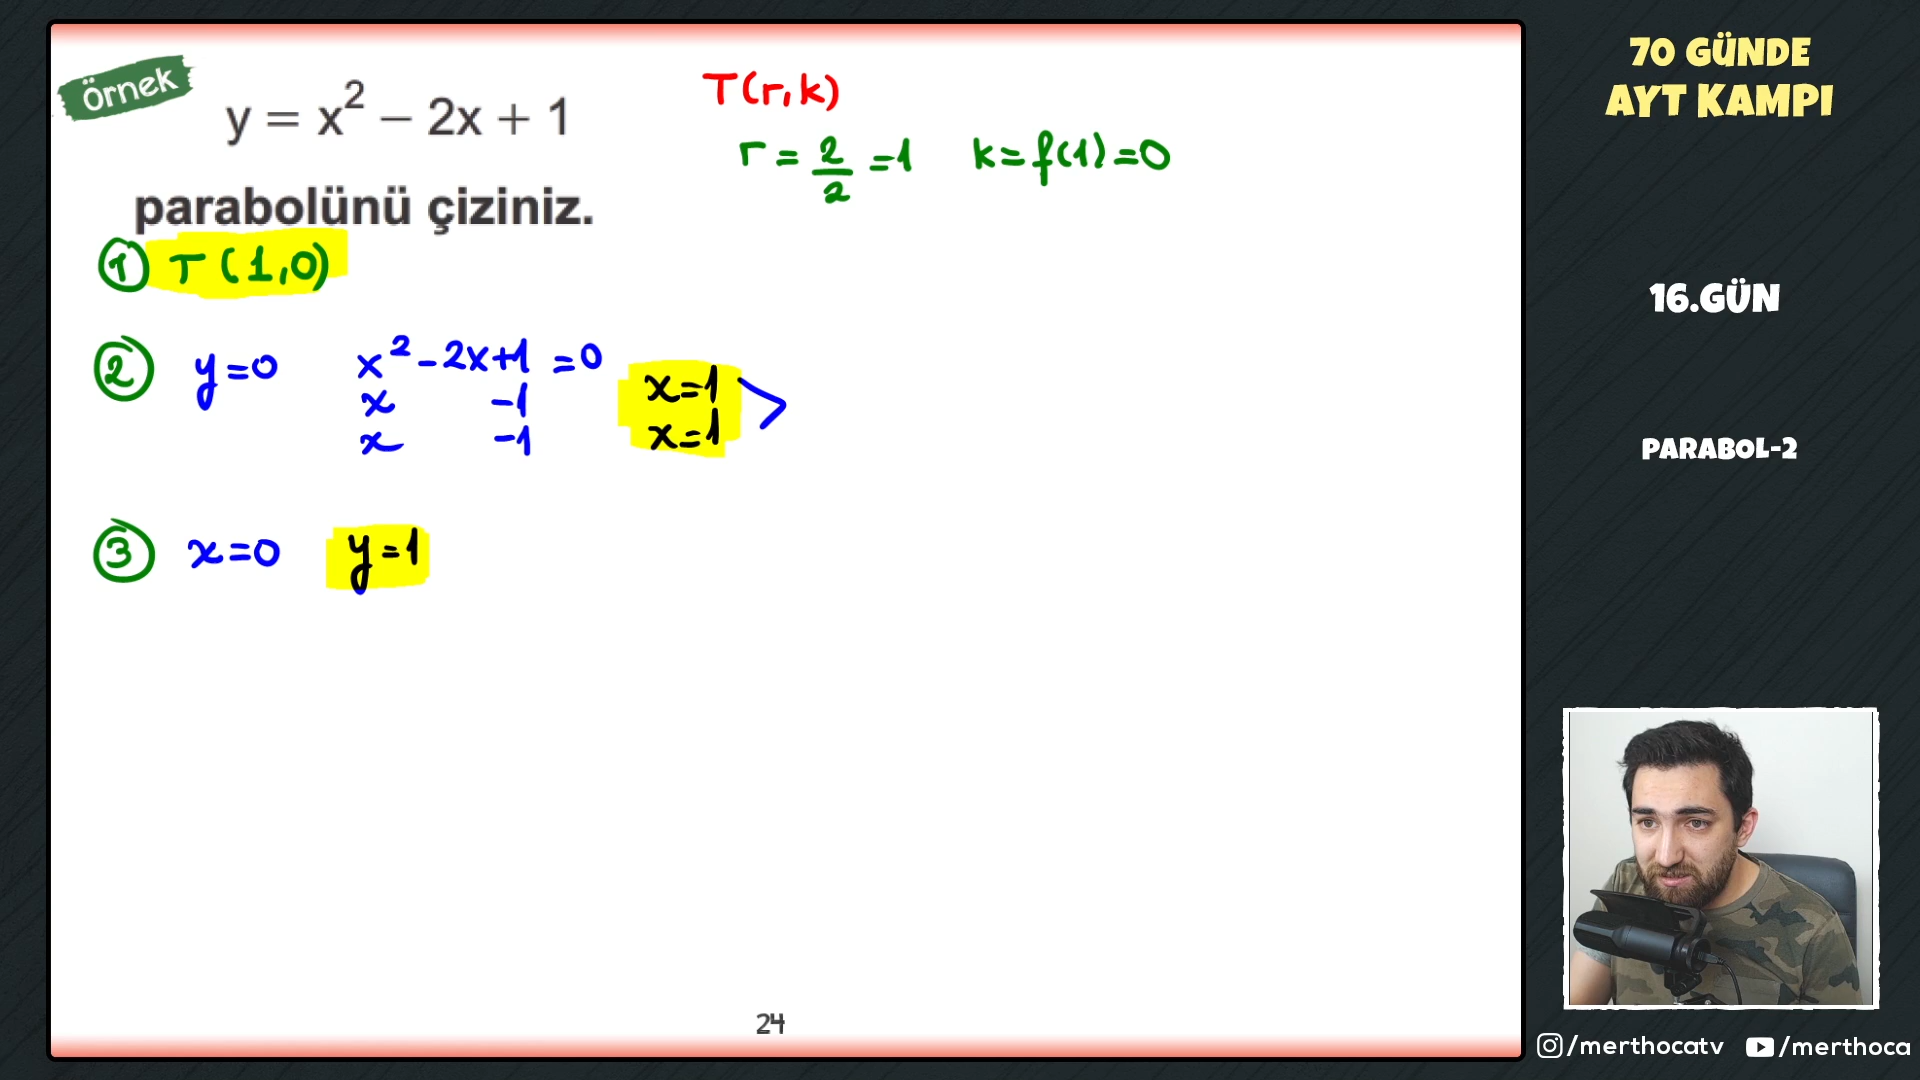 Örnek
y = x² − 2x + 1
parabolünü çiziniz.
T(r,k)
r = 2/2 = 1 k = f(1) = 0
1 T(1,0)
2 y=0 x² - 2x+1 = 0
x -1
x -1
x=1
x=1
3 x=0 y=1
24
70 GÜNDE
AYT KAMPI
16.GÜN
PARABOL-2
/merthocatv /merthoca